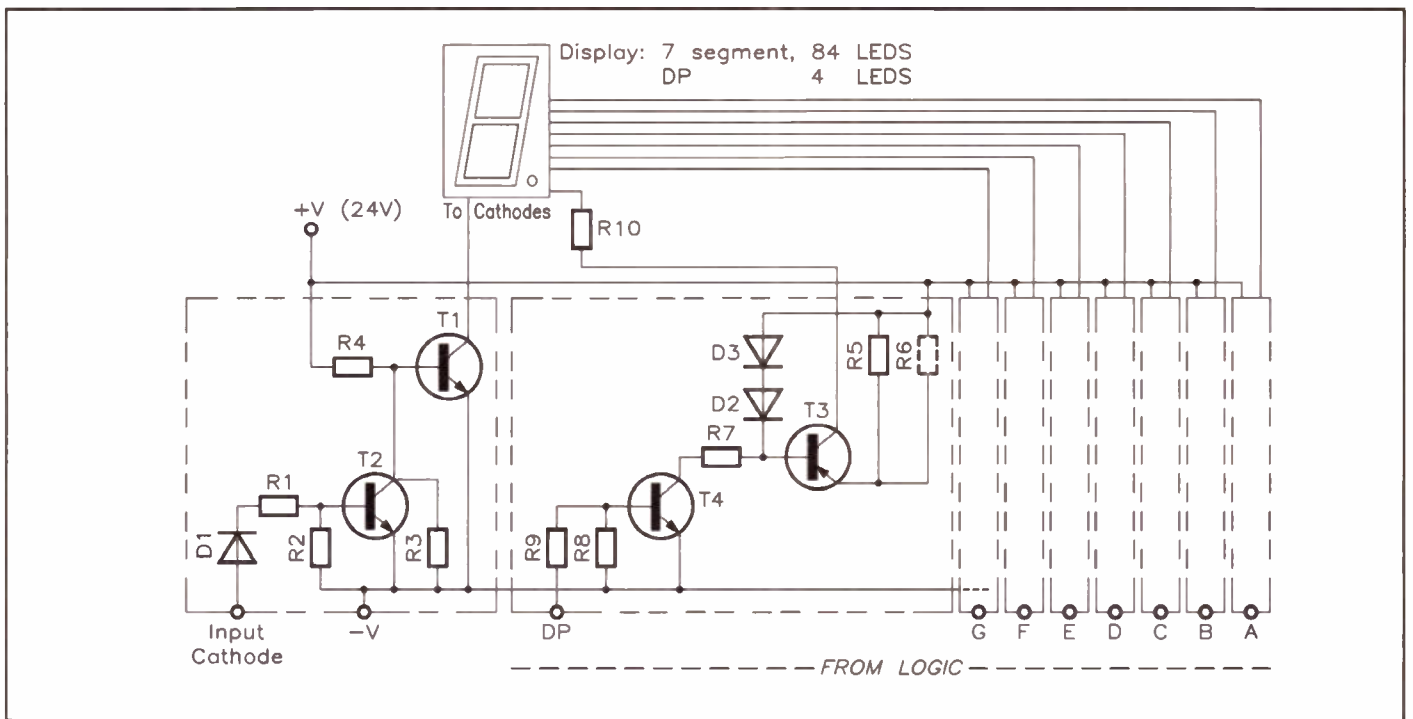 Display: 7 segment, 84 LEDS
DP 4 LEDS
+V (24V)
To Cathodes
R10
T1
R4
D3
R5
R6
D2
T3
R7
T2
R1
T4
D1
R2
R3
R9
R8
Input
Cathode
-V
DP
G F E D C B A
FROM LOGIC